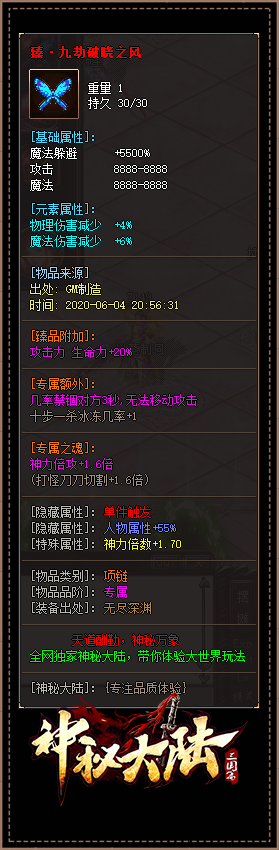 臻·九劫破晓之风
重量 1
持久 30/30
[基础属性]:
魔法躲避 +5500%
攻击 8888-8888
魔法 8888-8888
[元素属性]:
物理伤害减少 +4%
魔法伤害减少 +6%
[物品来源]
出处: GM制造
时间: 2020-06-04 20:56:31
[臻品附加]:
攻击力 生命力+20%
[专属额外]:
几率禁锢对方3秒,无法移动攻击
十步一杀冰冻几率+1
[专属之魂]:
神力倍攻+1.6倍
(打怪刀刀切割+1.6倍)
[隐藏属性]: 单件触发
[隐藏属性]: 人物属性+55%
[特殊属性]: 神力倍数+1.70
[物品类别]: 项链
[物品品阶]: 专属
[装备出处]: 无尽深渊
天道酬勤，神秘万象
全网独家神秘大陆，带你体验大世界玩法
[神秘大陆]: {专注品质体验}
神秘大陆
三国篇